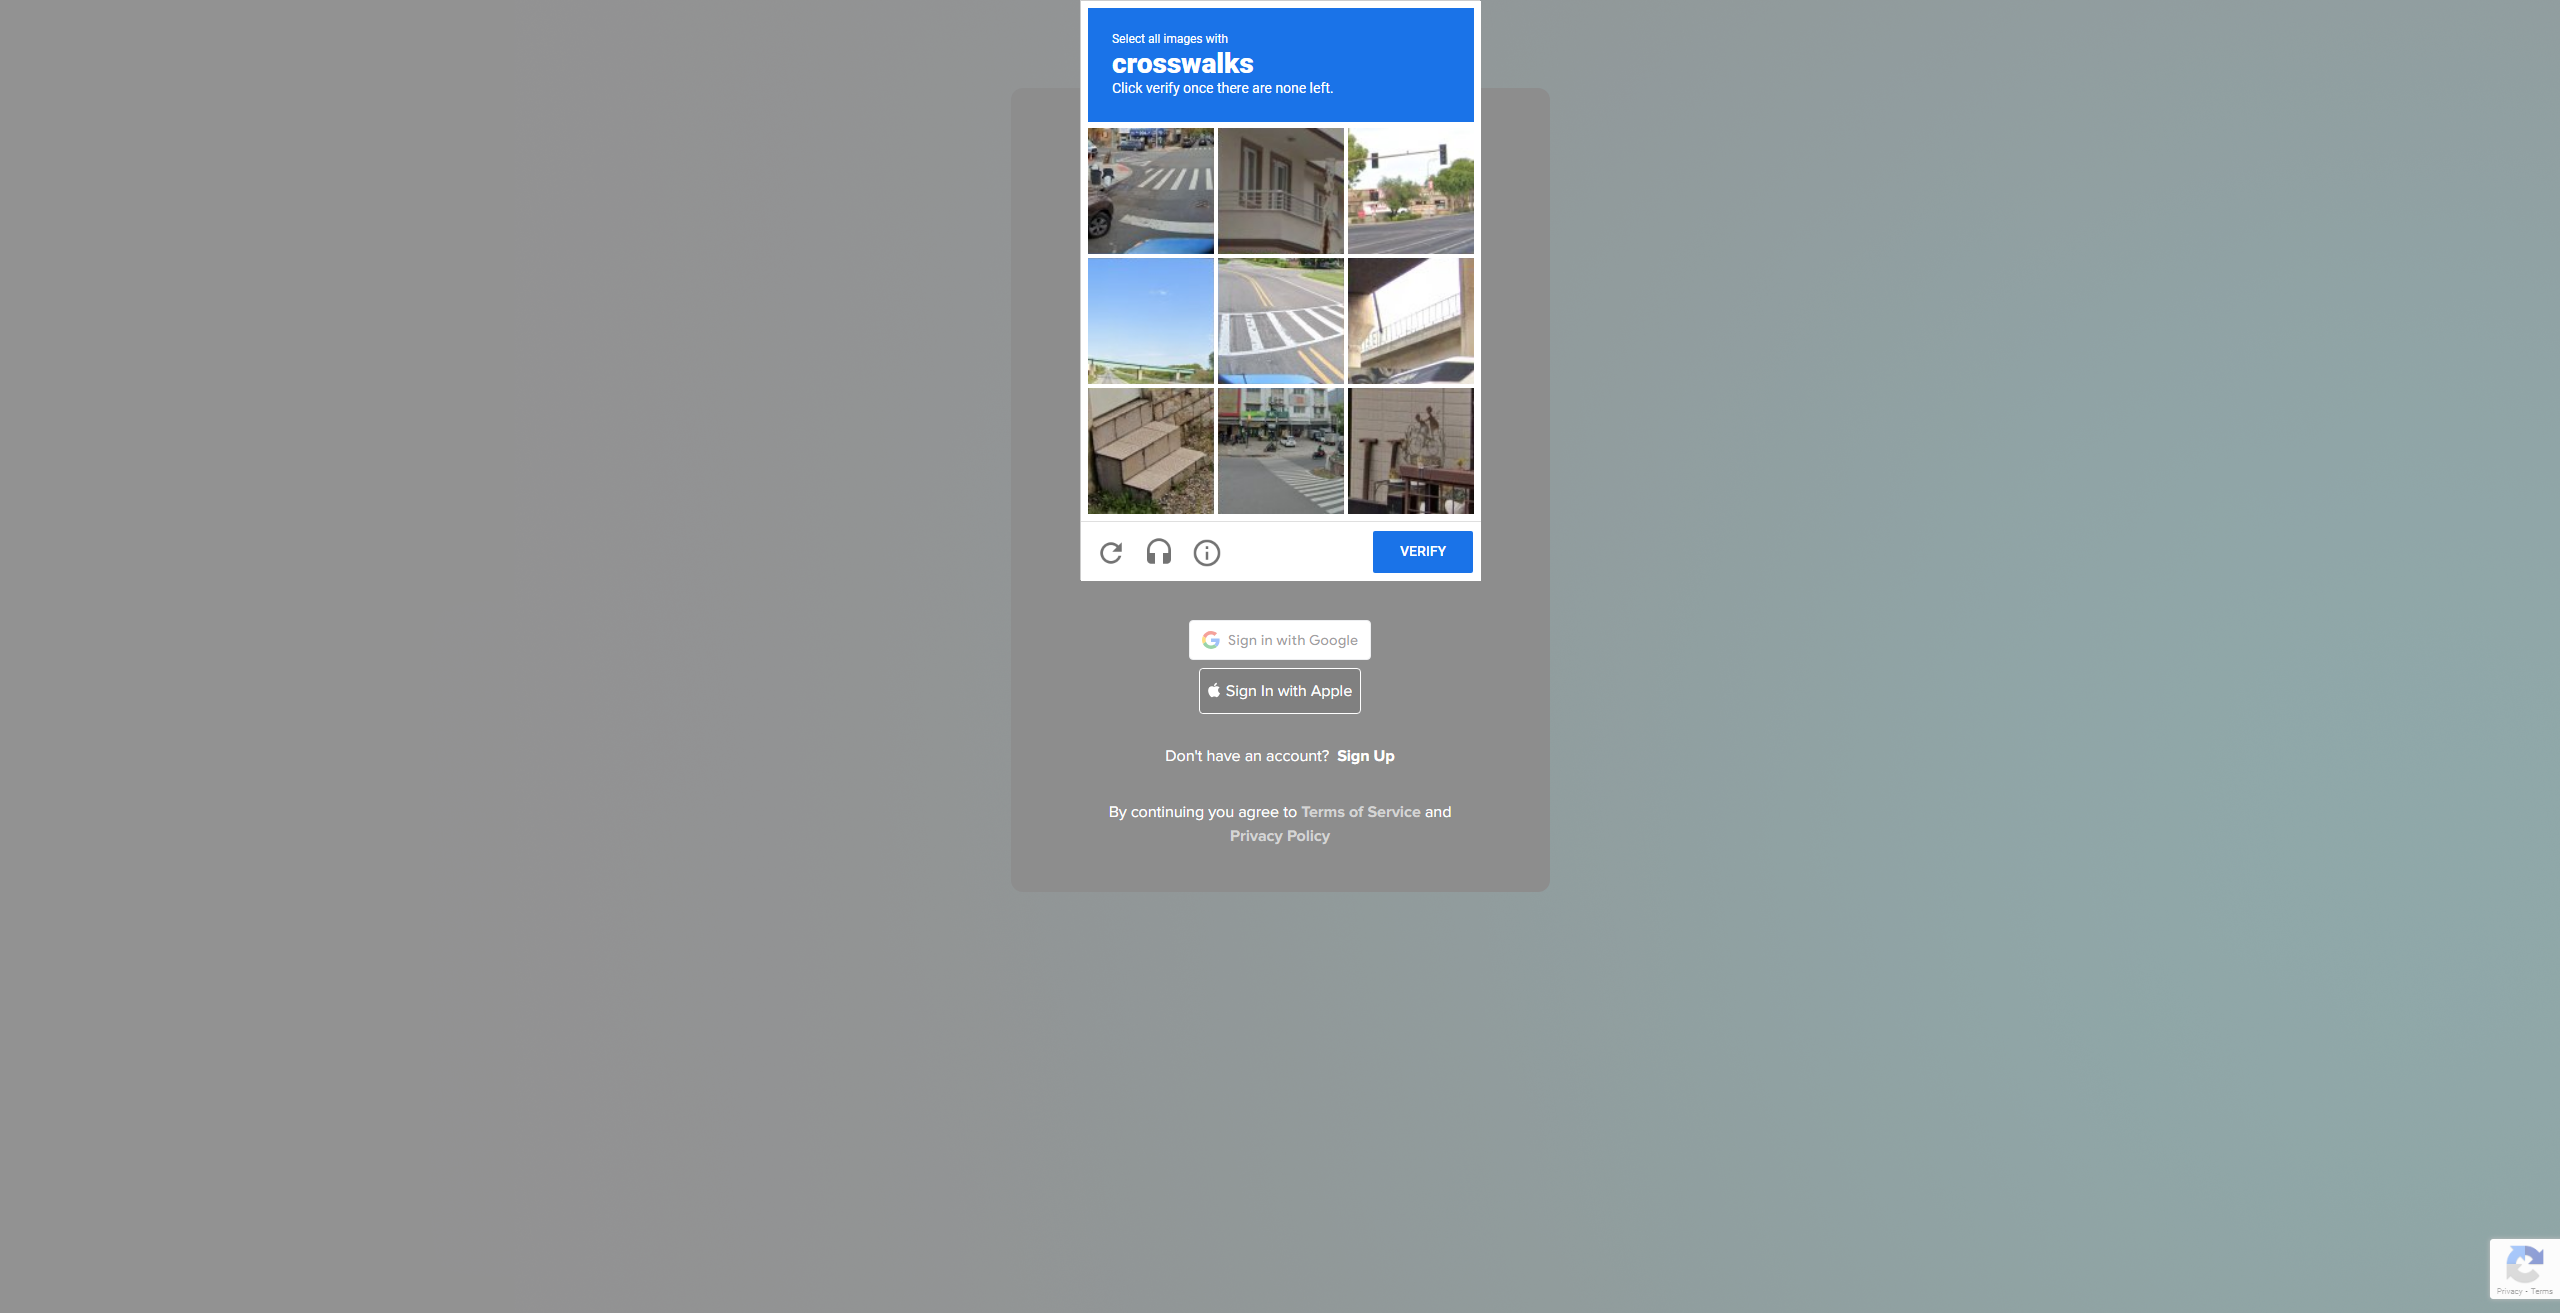 Select all images with
crosswalks
Click verify once there are none left.
VERIFY
Sign in with Google
Sign In with Apple
Don't have an account? Sign Up
By continuing you agree to Terms of Service and
Privacy Policy
Privacy - Terms